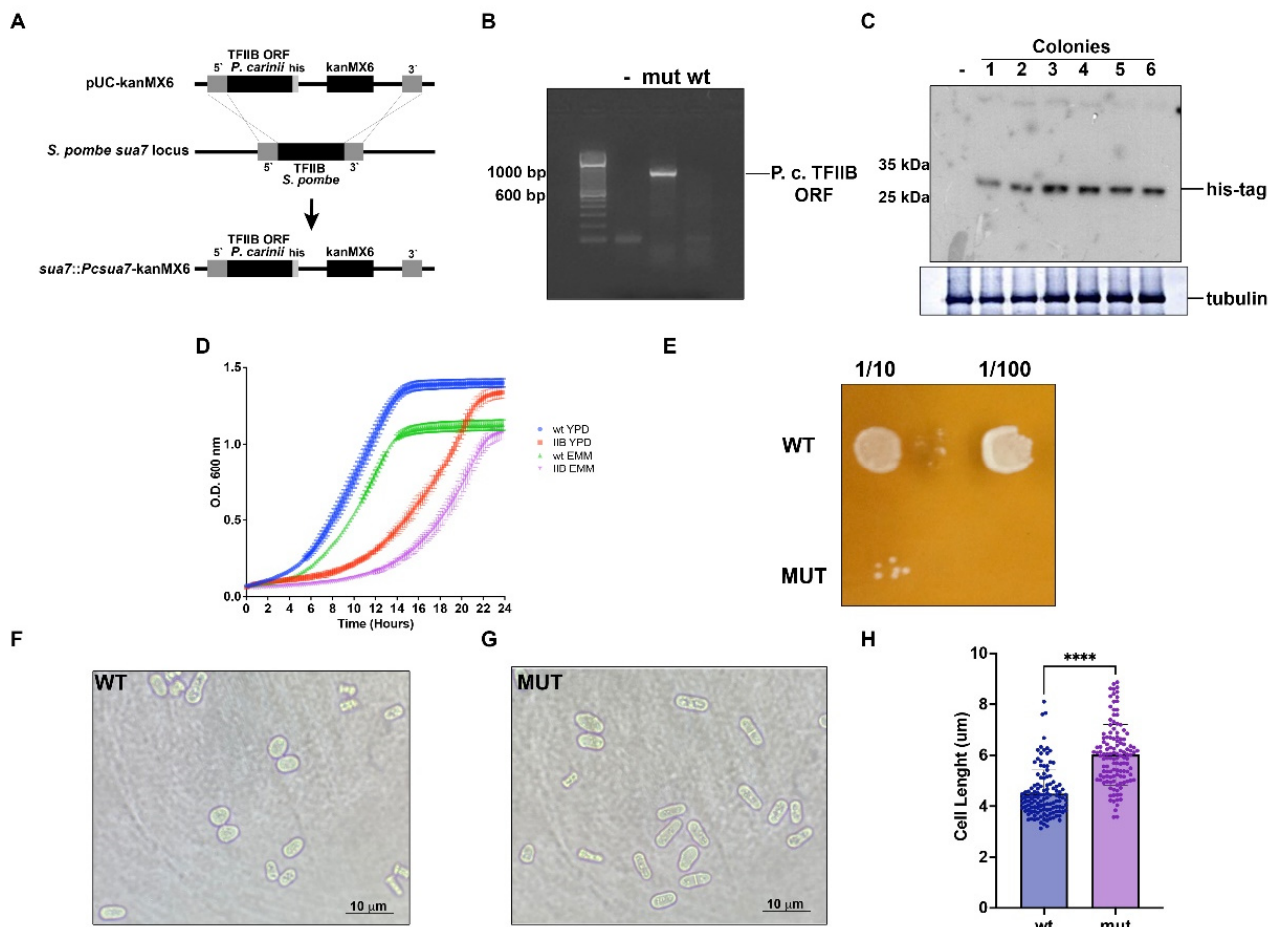 A
TFIIB ORF
5` P. carinii his kanMX6 3`
pUC-kanMX6
S. pombe sua7 locus
5` TFIIB 3`
S. pombe
TFIIB ORF
5` P. carinii his kanMX6 3`
sua7::Pcsua7-kanMX6
B
- mut wt
1000 bp
600 bp
P. c. TFIIB
ORF
C
Colonies
- 1 2 3 4 5 6
35 kDa
25 kDa
his-tag
tubulin
D
1.5
1.0
0.5
0.0
O.D. 600 nm
0 2 4 6 8 10 12 14 16 18 20 22 24
Time (Hours)
wt YPD
IIB YPD
wt EMM
IIB EMM
E
1/10 1/100
WT
MUT
F
WT
10 µm
G
MUT
10 µm
H
****
10
8
6
4
2
0
Cell Lenght (um)
wt mut